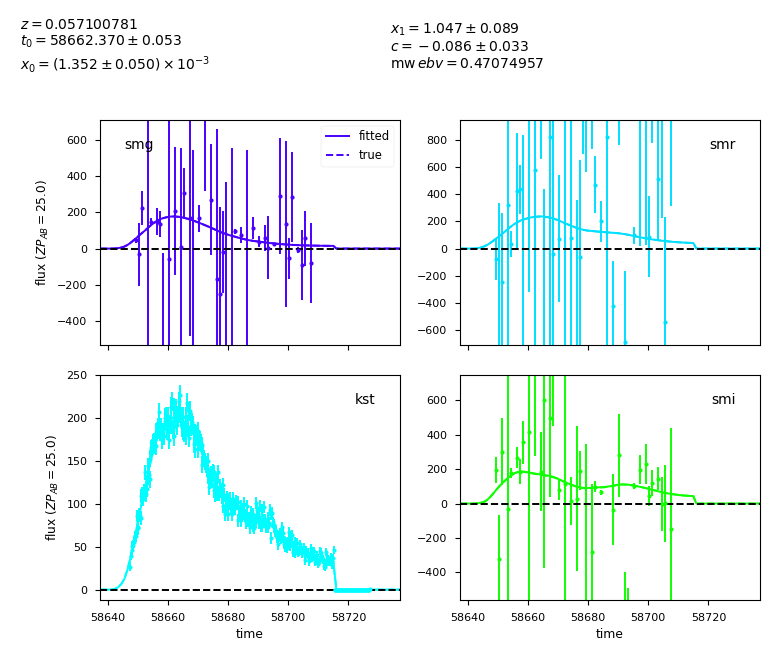 z = 0.057100781
t₀ = 58662.370 ± 0.053
x₀ = (1.352 ± 0.050) × 10⁻³
x₁ = 1.047 ± 0.089
c = −0.086 ± 0.033
mw ebv = 0.47074957
smg
fitted
true
600
400
200
0
−200
−400
flux (ZP_AB = 25.0)
smr
800
600
400
200
0
−200
−400
−600
kst
250
200
150
100
50
0
flux (ZP_AB = 25.0)
58640 58660 58680 58700 58720
time
smi
600
400
200
0
−200
−400
58640 58660 58680 58700 58720
time